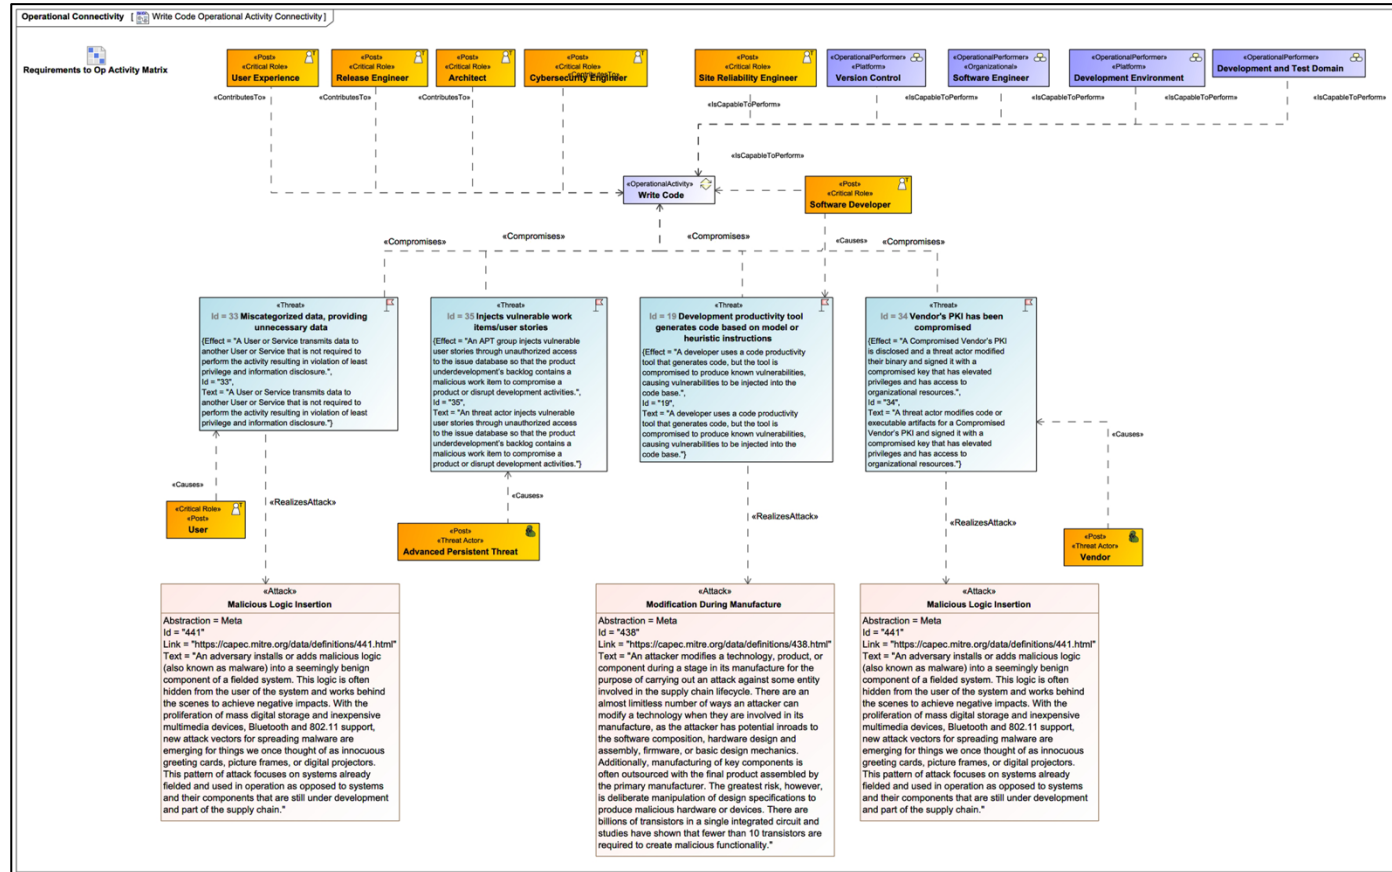 Operational Connectivity [ Write Code Operational Activity Connectivity ]
Requirements to Op Activity Matrix
«Post»
«Critical Role»
User Experience
«Post»
«Critical Role»
Release Engineer
«Post»
«Critical Role»
Architect
«Post»
«Critical Role»
Cybersecurity Engineer
«ContributesTo»
«Post»
«Critical Role»
Site Reliability Engineer
«OperationalPerformer»
«Platform»
Version Control
«OperationalPerformer»
«Organizational»
Software Engineer
«OperationalPerformer»
«Platform»
Development Environment
«OperationalPerformer»
Development and Test Domain
«ContributesTo»
«ContributesTo»
«ContributesTo»
«IsCapableToPerform»
«IsCapableToPerform»
«IsCapableToPerform»
«IsCapableToPerform»
«IsCapableToPerform»
«IsCapableToPerform»
«OperationalActivity»
Write Code
«Post»
«Critical Role»
Software Developer
«Compromises»
«Compromises»
«Compromises»
«Causes»
«Compromises»
«Threat»
Id = 33 Miscategorized data, providing
unnecessary data
{Effect = "A User or Service transmits data to
another User or Service that is not required to
perform the activity resulting in violation of least
privilege and information disclosure.",
Id = "33",
Text = "A User or Service transmits data to
another User or Service that is not required to
perform the activity resulting in violation of least
privilege and information disclosure."}
«Threat»
Id = 35 Injects vulnerable work
items/user stories
{Effect = "An APT group injects vulnerable
user stories through unauthorized access
to the issue database so that the product
underdevelopment's backlog contains a
malicious work item to compromise a
product or disrupt development activities.",
Id = "35",
Text = "An threat actor injects vulnerable
user stories through unauthorized access
to the issue database so that the product
underdevelopment's backlog contains a
malicious work item to compromise a
product or disrupt development activities."}
«Threat»
Id = 19 Development productivity tool
generates code based on model or
heuristic instructions
{Effect = "A developer uses a code productivity
tool that generates code, but the tool is
compromised to produce known vulnerabilities,
causing vulnerabilities to be injected into the
code base.",
Id = "19",
Text = "A developer uses a code productivity
tool that generates code, but the tool is
compromised to produce known vulnerabilities,
causing vulnerabilities to be injected into the
code base."}
«Threat»
Id = 34 Vendor's PKI has been
compromised
{Effect = "A Compromised Vendor's PKI
is disclosed and a threat actor modified
their binary and signed it with a
compromised key that has elevated
privileges and has access to
organizational resources.",
Id = "34",
Text = "A threat actor modifies code or
executable artifacts for a Compromised
Vendor's PKI and signed it with a
compromised key that has elevated
privileges and has access to
organizational resources."}
«Causes»
«Causes»
«Causes»
«RealizesAttack»
«RealizesAttack»
«RealizesAttack»
«Critical Role»
«Post»
User
«Post»
«Threat Actor»
Advanced Persistent Threat
«Post»
«Threat Actor»
Vendor
«Attack»
Malicious Logic Insertion
Abstraction = Meta
Id = "441"
Link = "https://capec.mitre.org/data/definitions/441.html"
Text = "An adversary installs or adds malicious logic
(also known as malware) into a seemingly benign
component of a fielded system. This logic is often
hidden from the user of the system and works behind
the scenes to achieve negative impacts. With the
proliferation of mass digital storage and inexpensive
multimedia devices, Bluetooth and 802.11 support,
new attack vectors for spreading malware are
emerging for things we once thought of as innocuous
greeting cards, picture frames, or digital projectors.
This pattern of attack focuses on systems already
fielded and used in operation as opposed to systems
and their components that are still under development
and part of the supply chain."
«Attack»
Modification During Manufacture
Abstraction = Meta
Id = "438"
Link = "https://capec.mitre.org/data/definitions/438.html"
Text = "An attacker modifies a technology, product, or
component during a stage in its manufacture for the
purpose of carrying out an attack against some entity
involved in the supply chain lifecycle. There are an
almost limitless number of ways an attacker can
modify a technology when they are involved in its
manufacture, as the attacker has potential inroads to
the software composition, hardware design and
assembly, firmware, or basic design mechanics.
Additionally, manufacturing of key components is
often outsourced with the final product assembled by
the primary manufacturer. The greatest risk, however,
is deliberate manipulation of design specifications to
produce malicious hardware or devices. There are
billions of transistors in a single integrated circuit and
studies have shown that fewer than 10 transistors are
required to create malicious functionality."
«Attack»
Malicious Logic Insertion
Abstraction = Meta
Id = "441"
Link = "https://capec.mitre.org/data/definitions/441.html"
Text = "An adversary installs or adds malicious logic
(also known as malware) into a seemingly benign
component of a fielded system. This logic is often
hidden from the user of the system and works behind
the scenes to achieve negative impacts. With the
proliferation of mass digital storage and inexpensive
multimedia devices, Bluetooth and 802.11 support,
new attack vectors for spreading malware are
emerging for things we once thought of as innocuous
greeting cards, picture frames, or digital projectors.
This pattern of attack focuses on systems already
fielded and used in operation as opposed to systems
and their components that are still under development
and part of the supply chain."